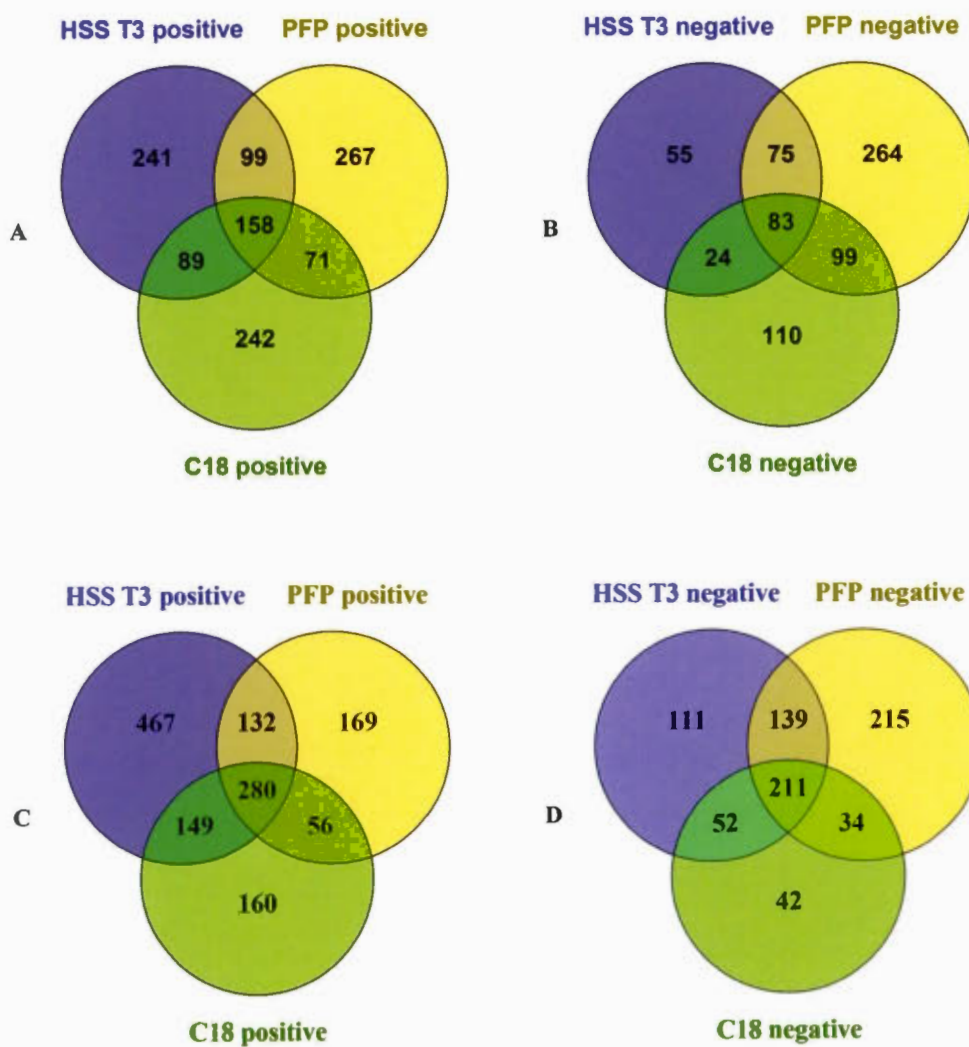 HSS T3 positive PFP positive
241 99 267
158
A
89 71
242
C18 positive
HSS T3 negative PFP negative
55 75 264
83
B
24 99
110
C18 negative
HSS T3 positive PFP positive
467 132 169
280
C
149 56
160
C18 positive
HSS T3 negative PFP negative
111 139 215
211
D
52 34
42
C18 negative